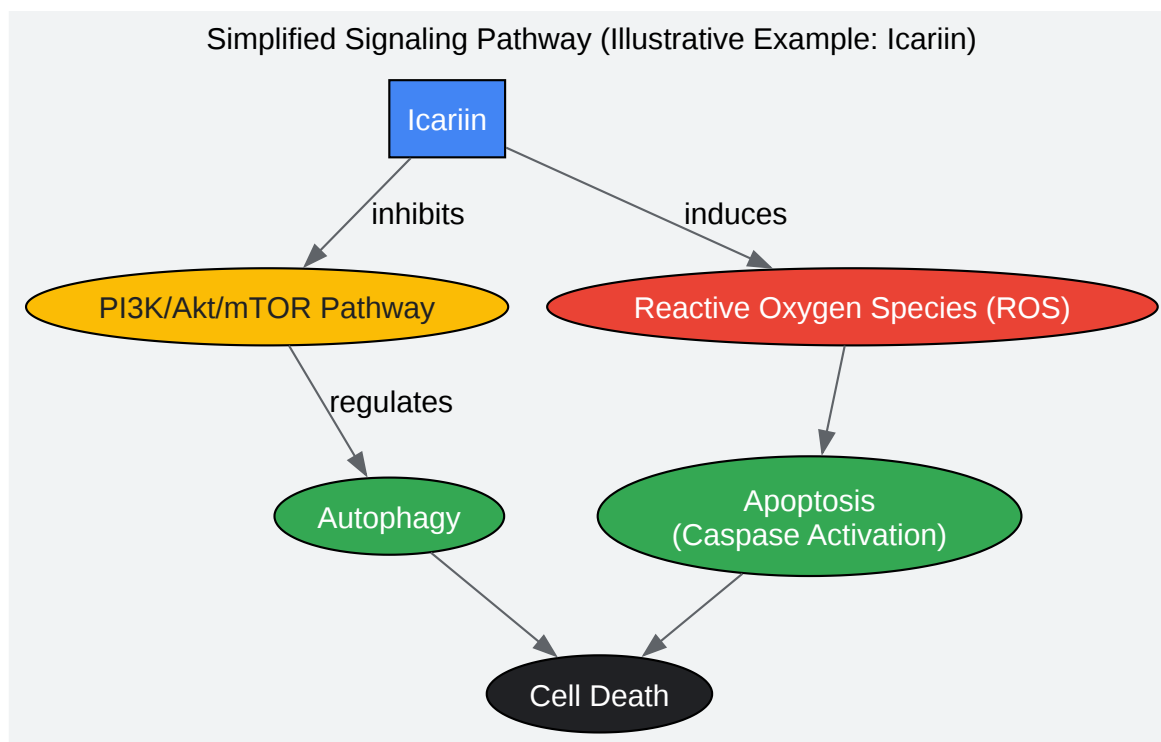 Simplified Signaling Pathway (Illustrative Example: Icariin)
Icariin
inhibits
induces
PI3K/Akt/mTOR Pathway
Reactive Oxygen Species (ROS)
regulates
Autophagy
Apoptosis
(Caspase Activation)
Cell Death